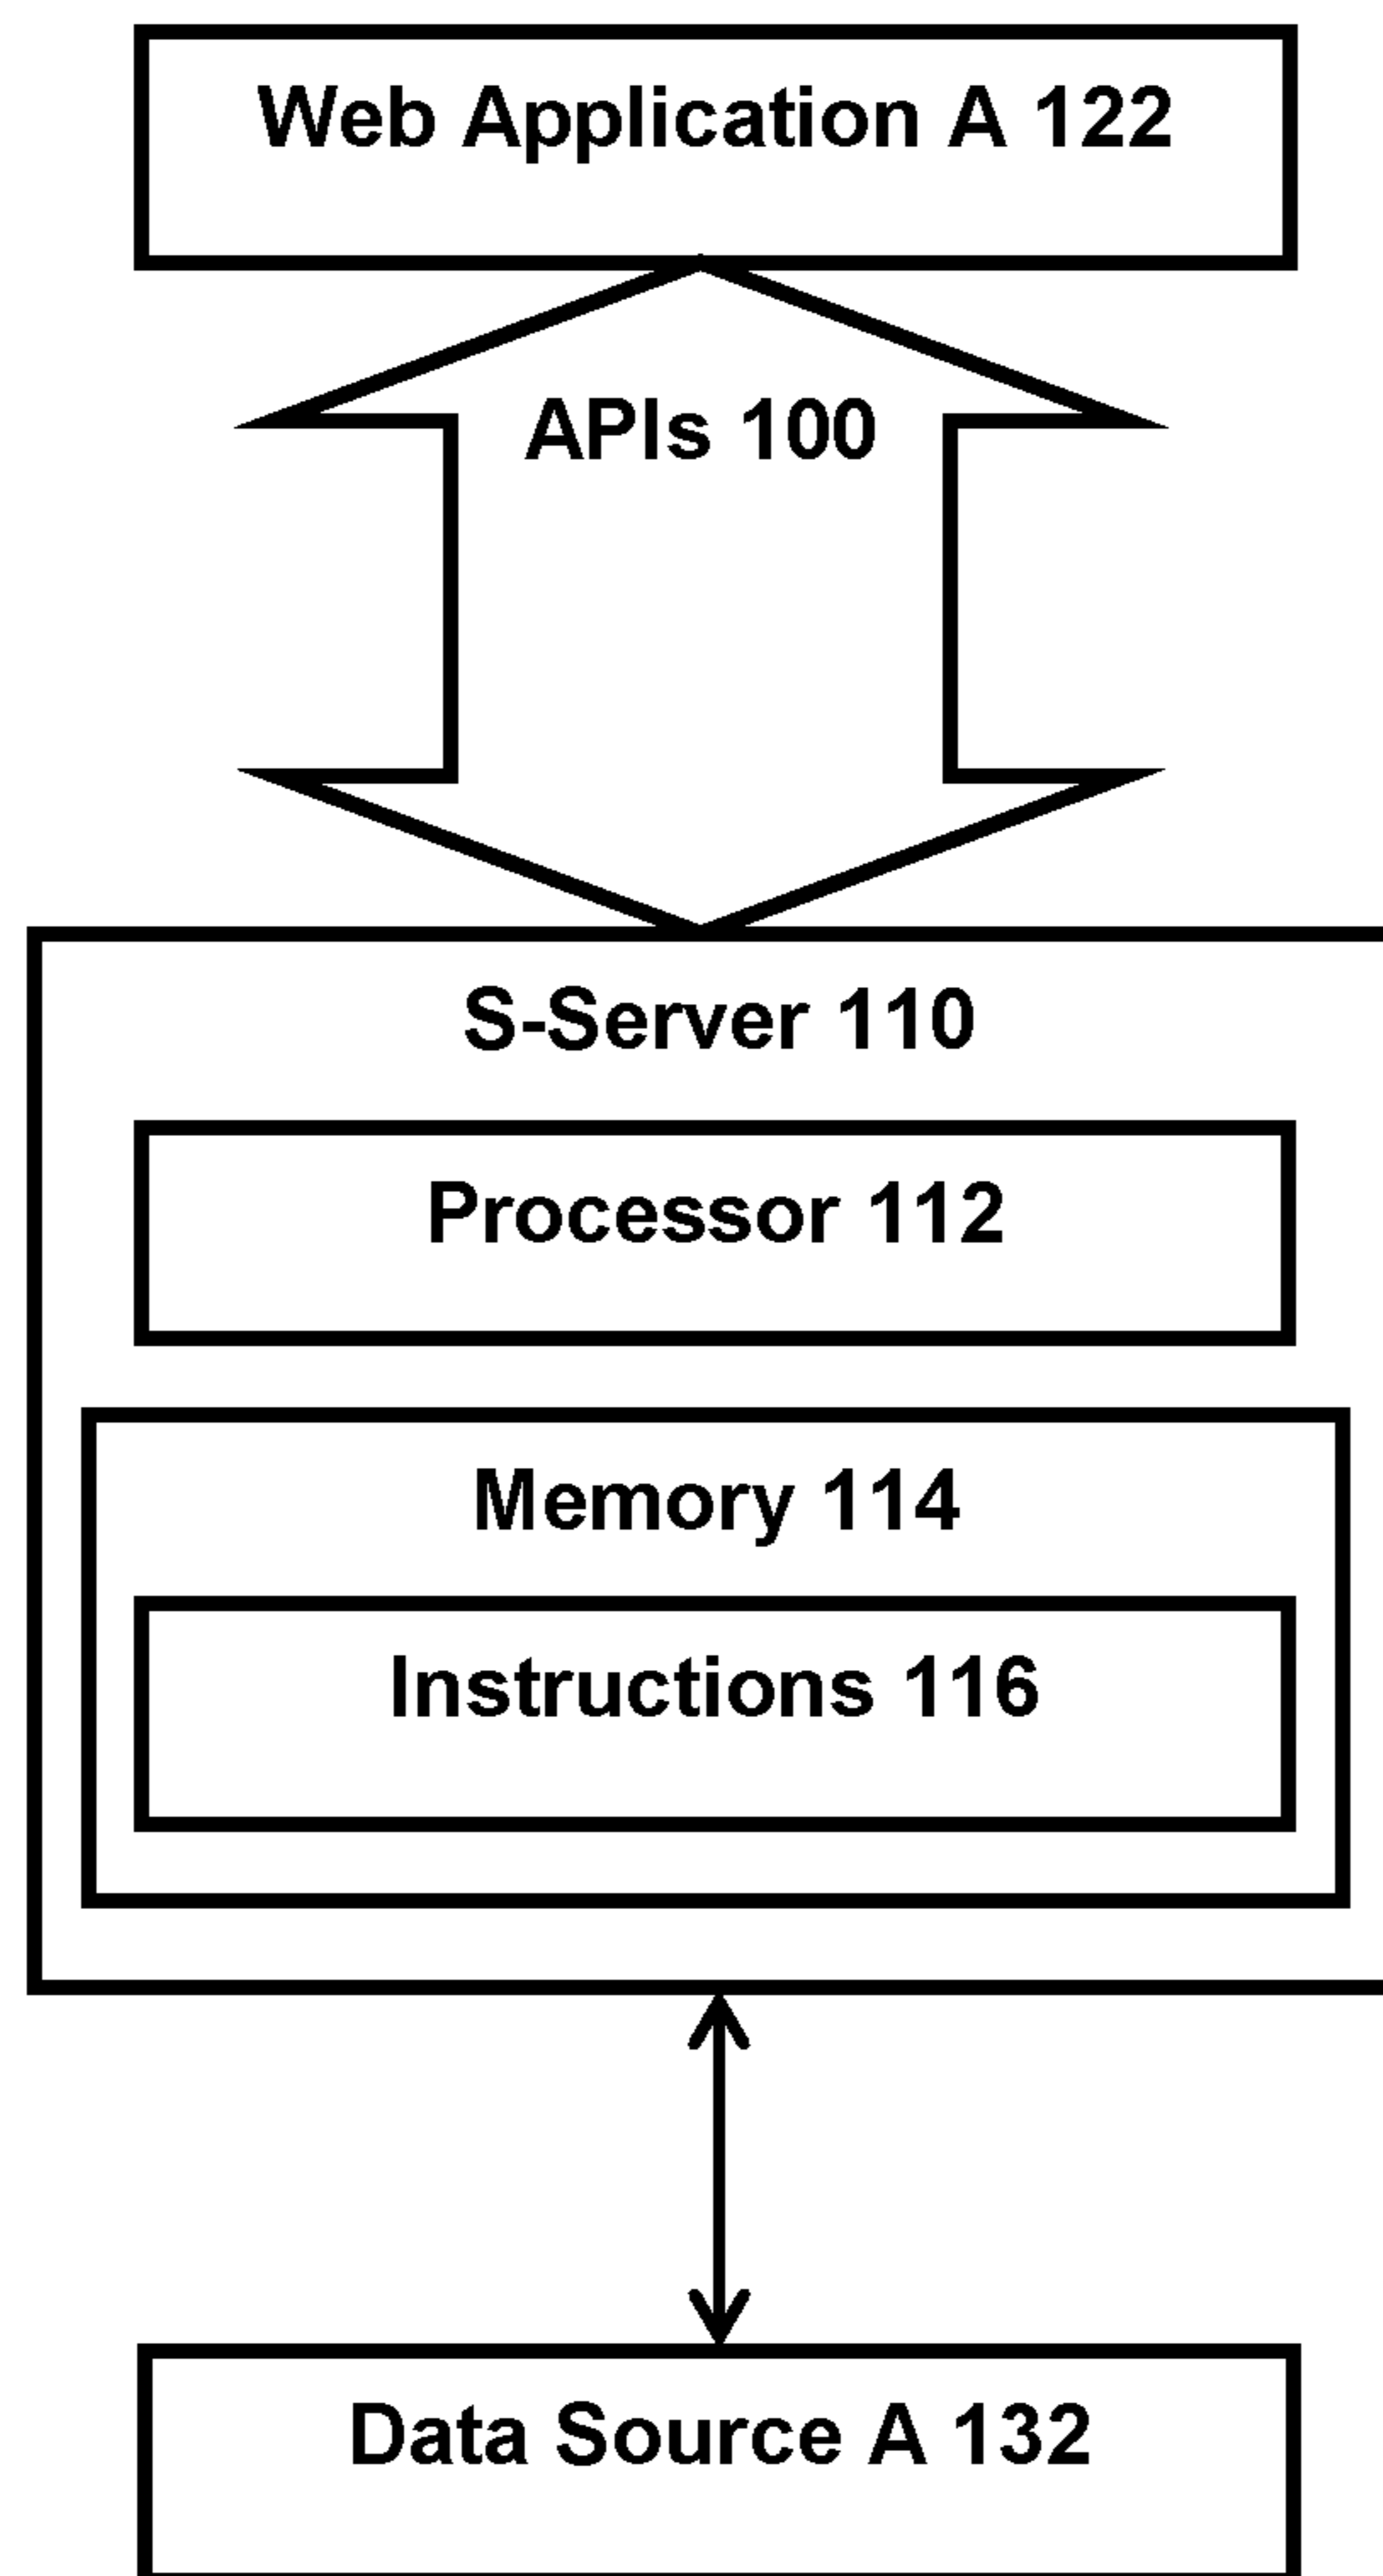 Web Application A 122
APIs 100
S-Server 110
Processor 112
Memory 114
Instructions 116
Data Source A 132